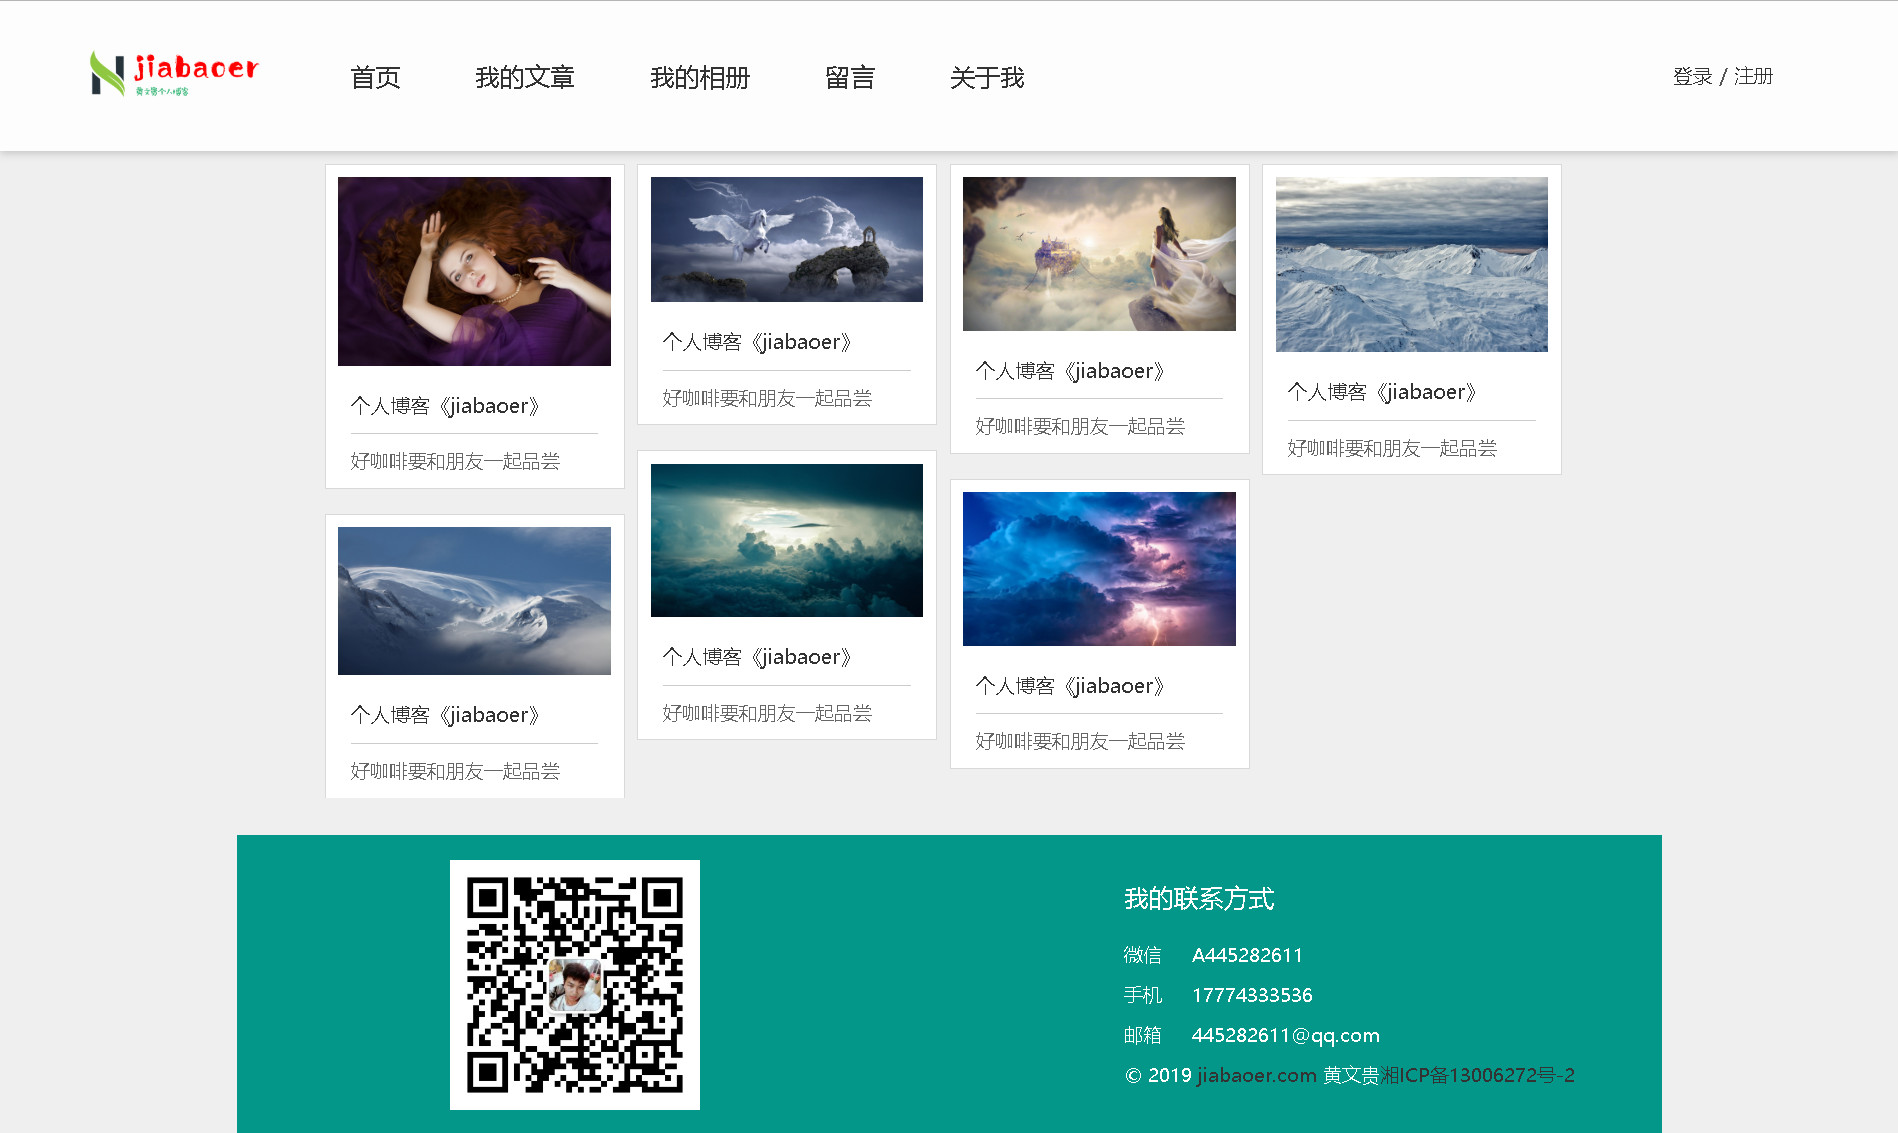 jiabaoer
黄文贵个人博客
首页 我的文章 我的相册 留言 关于我 登录 / 注册
个人博客《jiabaoer》
好咖啡要和朋友一起品尝
个人博客《jiabaoer》
好咖啡要和朋友一起品尝
个人博客《jiabaoer》
好咖啡要和朋友一起品尝
个人博客《jiabaoer》
好咖啡要和朋友一起品尝
个人博客《jiabaoer》
好咖啡要和朋友一起品尝
个人博客《jiabaoer》
好咖啡要和朋友一起品尝
个人博客《jiabaoer》
好咖啡要和朋友一起品尝
我的联系方式
微信 A445282611
手机 17774333536
邮箱 445282611@qq.com
© 2019 jiabaoer.com 黄文贵湘ICP备13006272号-2